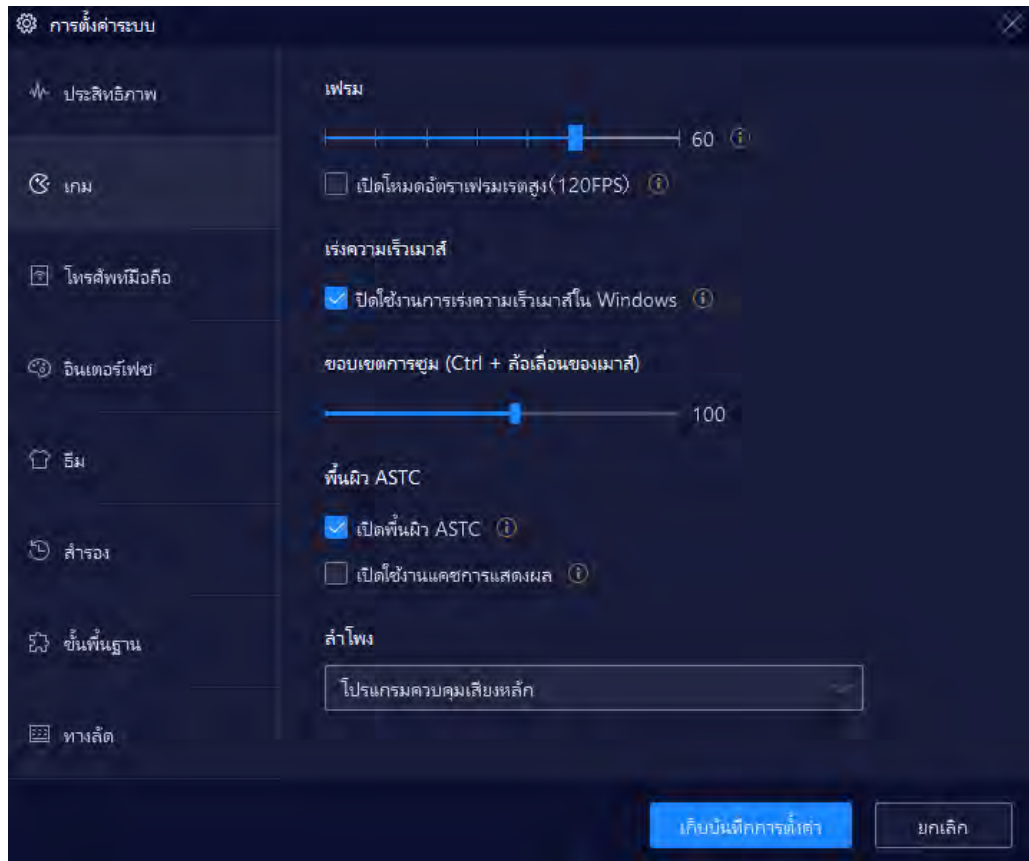 การตั้งค่าระบบ
ประสิทธิภาพ
เกม
โทรศัพท์มือถือ
อินเตอร์เฟซ
ธีม
สำรอง
ขั้นพื้นฐาน
ทางลัด
เฟรม
60
เปิดโหมดอัตราเฟรมเรตสูง(120FPS)
เร่งความเร็วเมาส์
ปิดใช้งานการเร่งความเร็วเมาส์ใน Windows
ขอบเขตการซูม (Ctrl + ล้อเลื่อนของเมาส์)
100
พื้นผิว ASTC
เปิดพื้นผิว ASTC
เปิดใช้งานแคชการแสดงผล
ลำโพง
โปรแกรมควบคุมเสียงหลัก
เก็บบันทึกการตั้งค่า
ยกเลิก